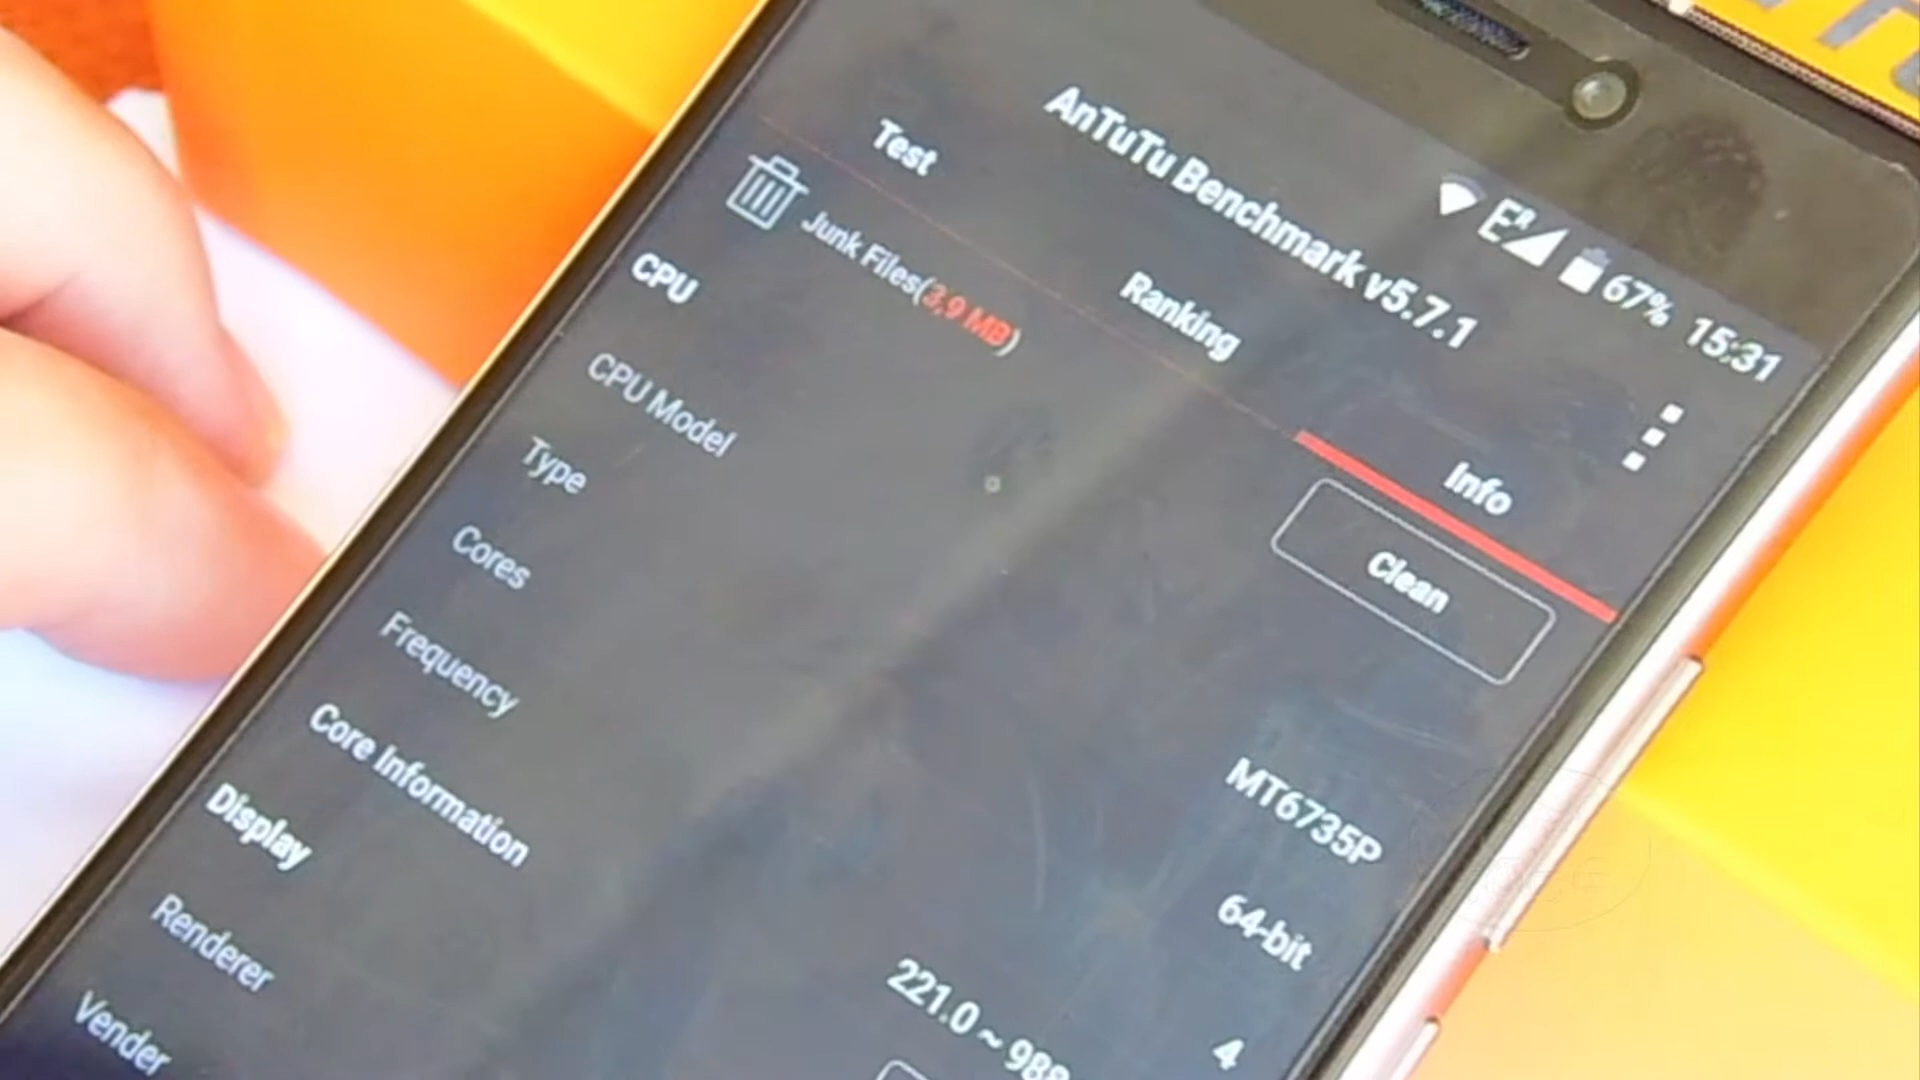 67% 15:31
AnTuTu Benchmark v5.7.1
Test Ranking Info
Junk Files(3.9 MB) Clean
CPU
CPU Model MT6735P
Type 64-bit
Cores 4
Frequency 221.0 ~ 988
Core Information
Display
Renderer
Vender